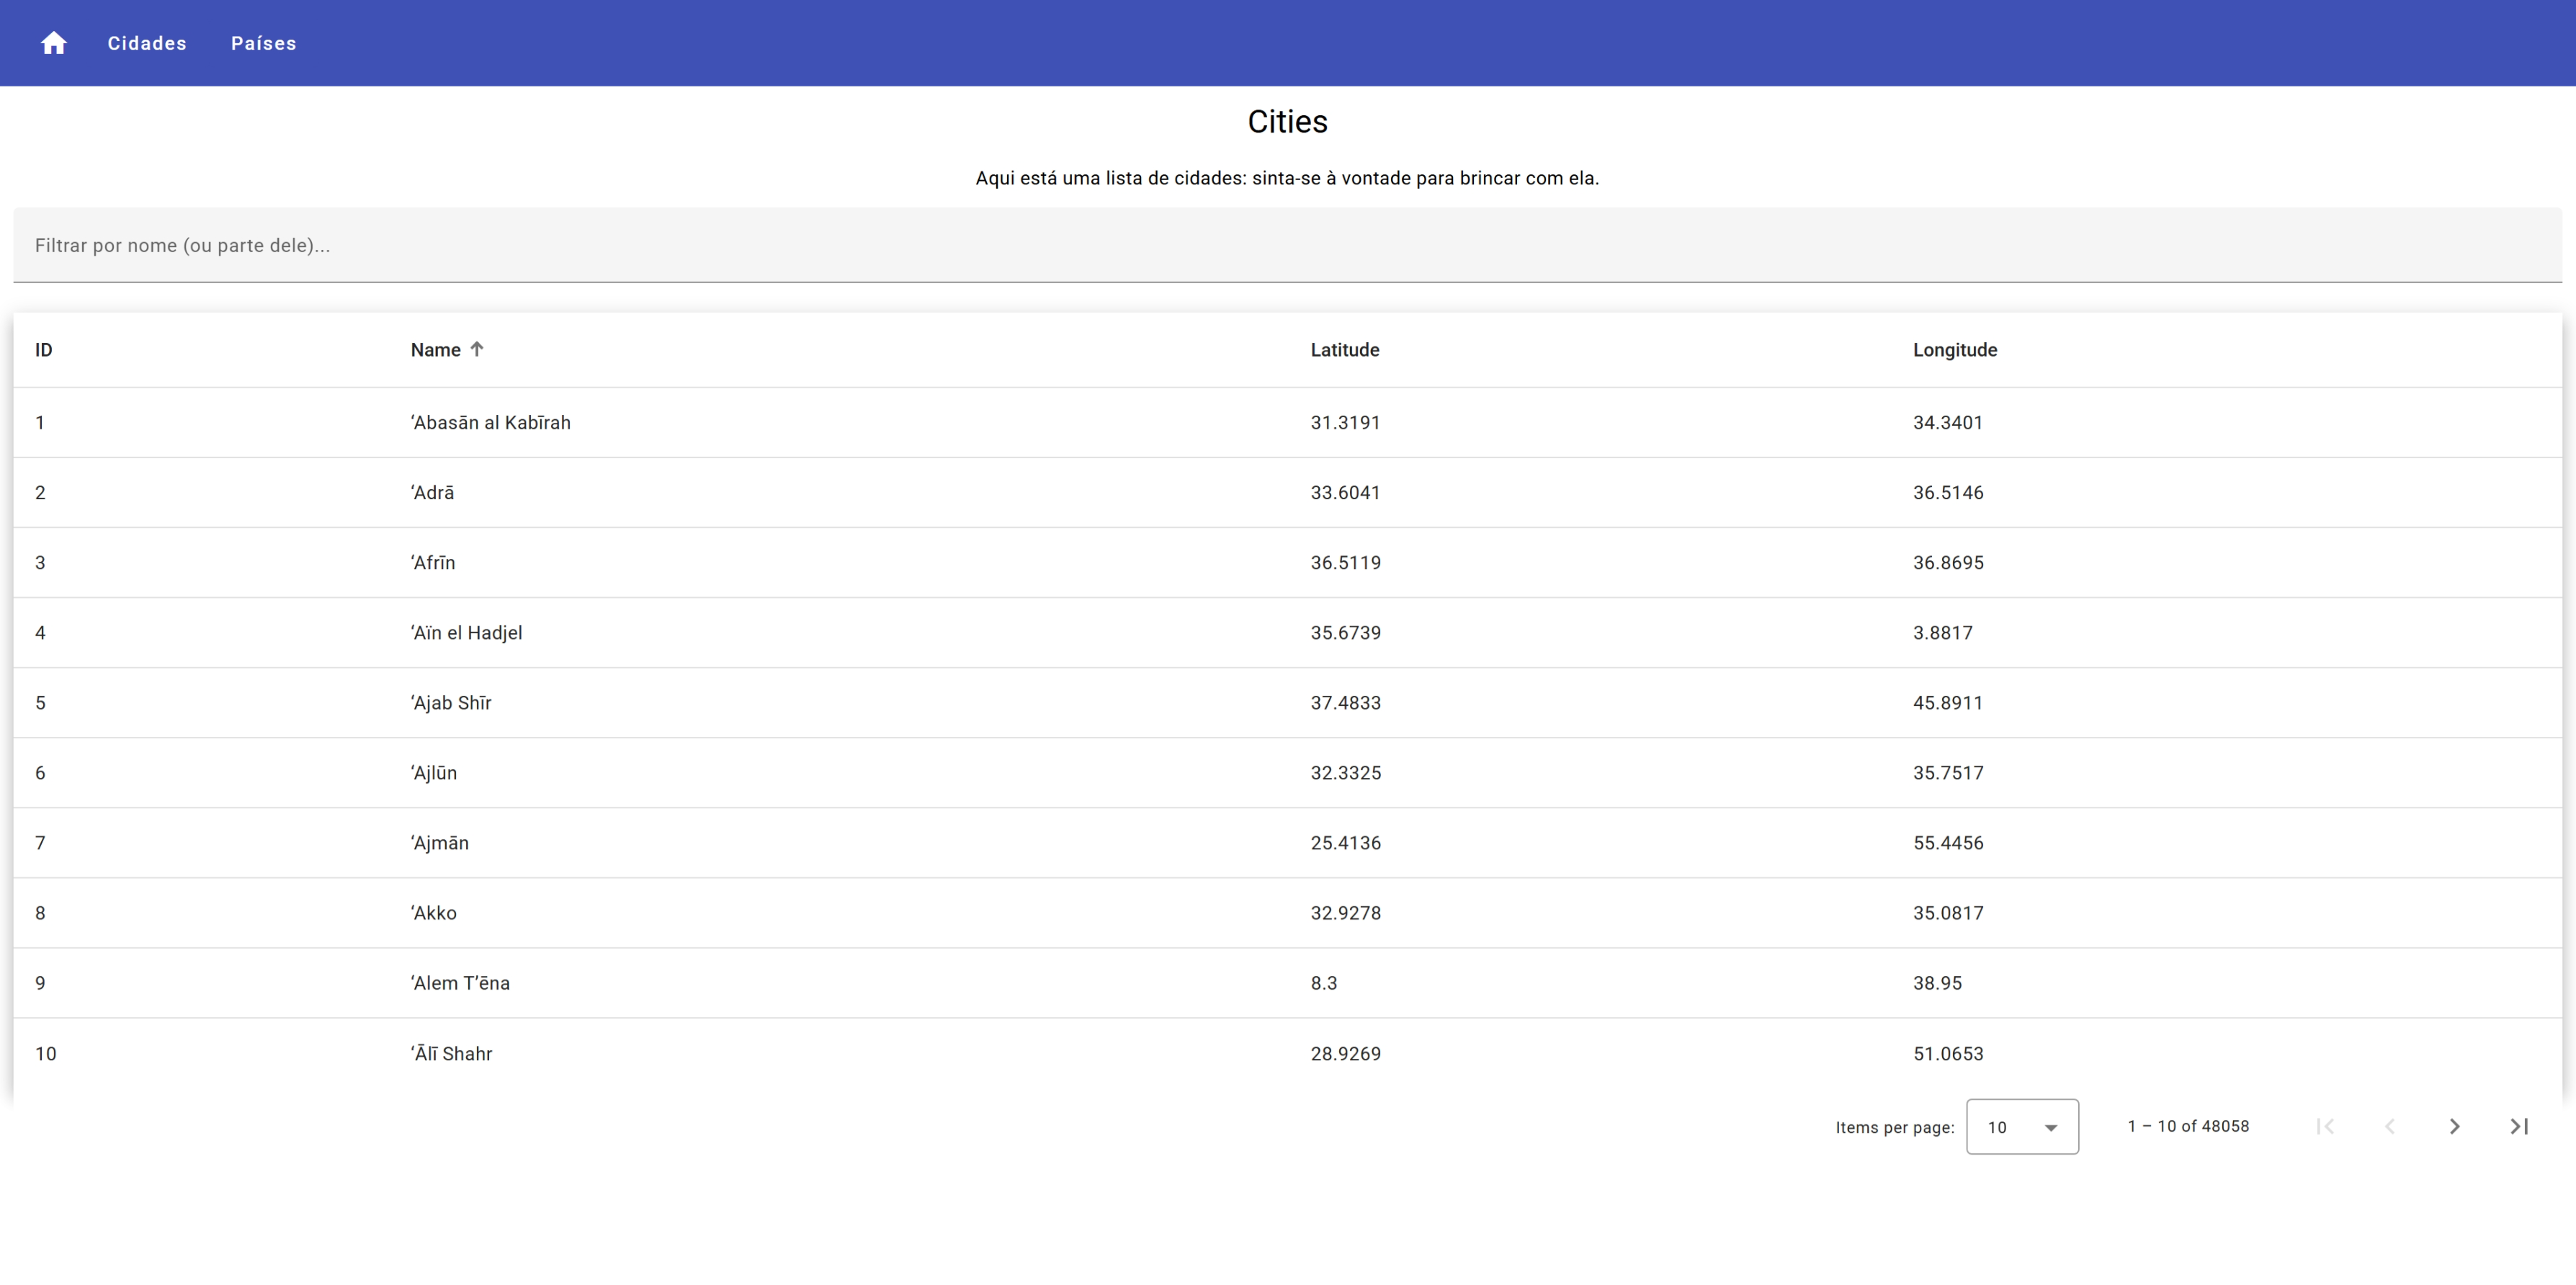 Cidades Países
Cities
Aqui está uma lista de cidades: sinta-se à vontade para brincar com ela.
Filtrar por nome (ou parte dele)...
ID Name Latitude Longitude
1 ‘Abasān al Kabīrah 31.3191 34.3401
2 ‘Adrā 33.6041 36.5146
3 ‘Afrīn 36.5119 36.8695
4 ‘Aïn el Hadjel 35.6739 3.8817
5 ‘Ajab Shīr 37.4833 45.8911
6 ‘Ajlūn 32.3325 35.7517
7 ‘Ajmān 25.4136 55.4456
8 ‘Akko 32.9278 35.0817
9 ‘Alem T’ēna 8.3 38.95
10 ‘Ālī Shahr 28.9269 51.0653
Items per page: 10 1 – 10 of 48058